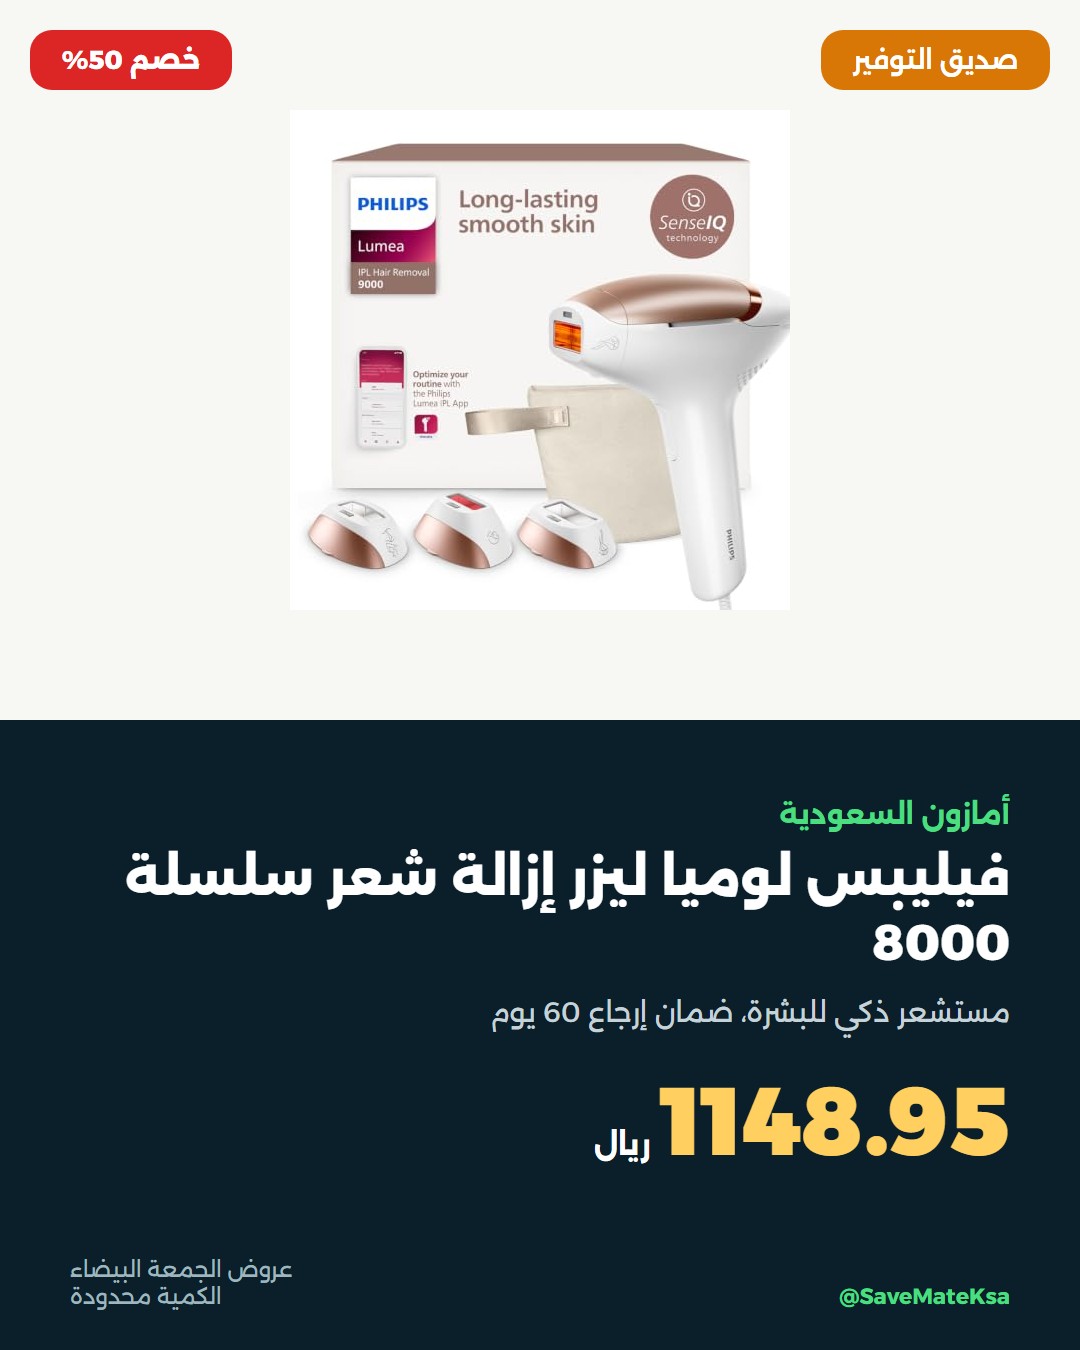 صديق التوفير
خصم 50%
PHILIPS
Lumea
IPL Hair Removal
9000
Long-lasting
smooth skin
SenseIQ
technology
Optimize your
routine with
the Philips
Lumea IPL App
PHILIPS
أمازون السعودية
فيليبس لوميا ليزر إزالة شعر سلسلة
8000
مستشعر ذكي للبشرة، ضمان إرجاع 60 يوم
1148.95 ريال
عروض الجمعة البيضاء
الكمية محدودة
@SaveMateKsa